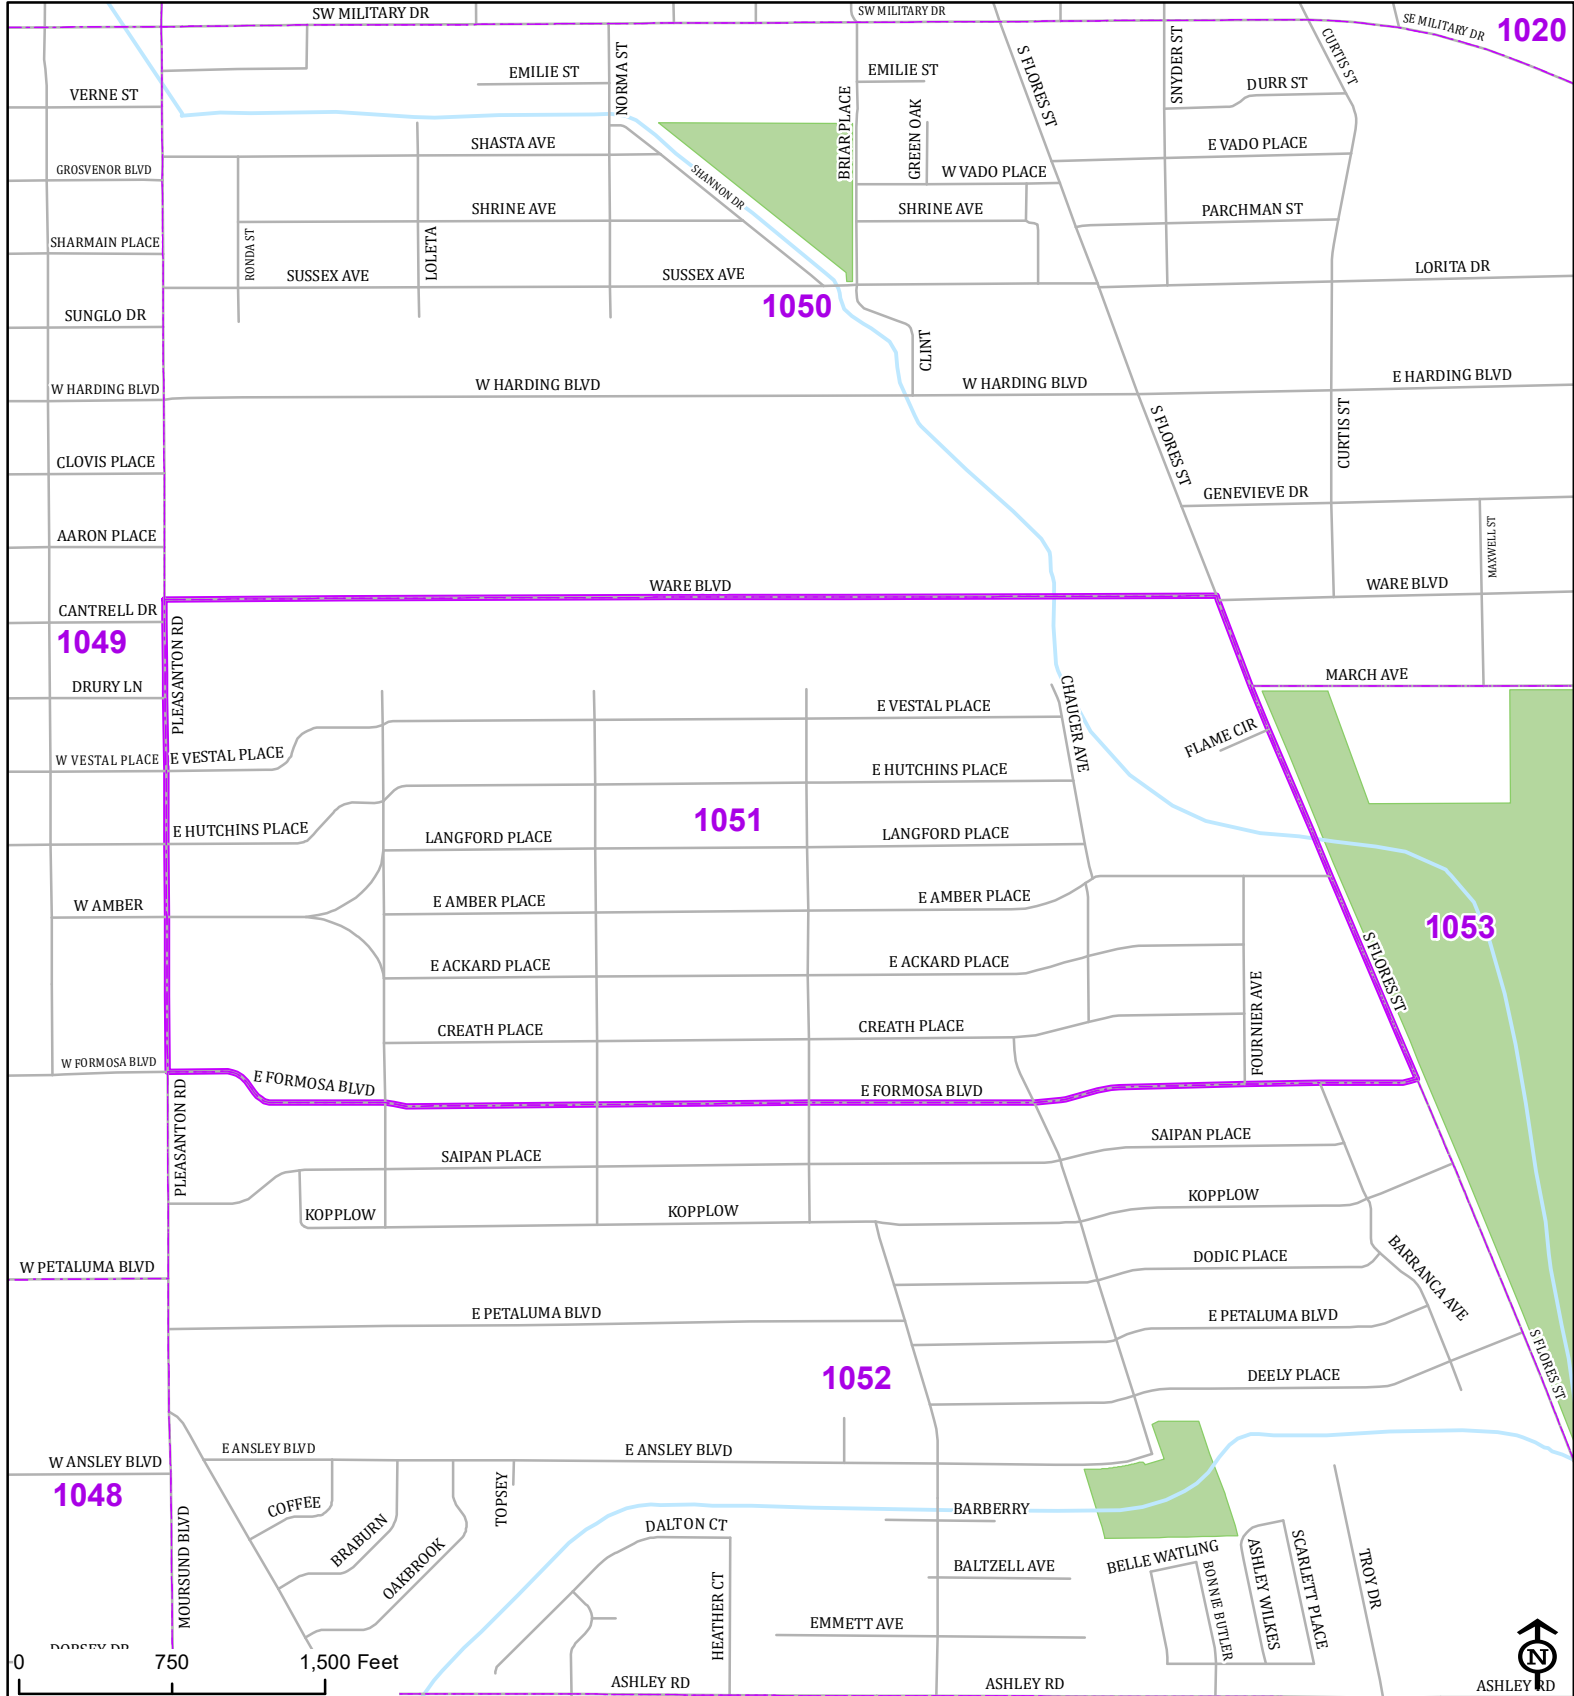 SW MILITARY DR
SW MILITARY DR
SE MILITARY DR
1020
EMILIE ST
NORMA ST
EMILIE ST
S FLORES ST
SNYDER ST
CURTIS ST
DURR ST
VERNE ST
BRIAR PLACE
GREEN OAK
SHASTA AVE
E VADO PLACE
GROSVENOR BLVD
W VADO PLACE
SHANNON DR
SHRINE AVE
SHRINE AVE
PARCHMAN ST
SHARMAIN PLACE
RONDA ST
LOLETA
SUSSEX AVE
SUSSEX AVE
LORITA DR
1050
SUNGLO DR
CLINT
W HARDING BLVD
W HARDING BLVD
W HARDING BLVD
E HARDING BLVD
S FLORES ST
CURTIS ST
CLOVIS PLACE
GENEVIEVE DR
AARON PLACE
MAXWELL ST
WARE BLVD
WARE BLVD
CANTRELL DR
1049
PLEASANTON RD
DRURY LN
MARCH AVE
CHAUCER AVE
E VESTAL PLACE
FLAME CIR
W VESTAL PLACE
E VESTAL PLACE
E HUTCHINS PLACE
1051
E HUTCHINS PLACE
LANGFORD PLACE
LANGFORD PLACE
W AMBER
E AMBER PLACE
E AMBER PLACE
1053
S FLORES ST
E ACKARD PLACE
E ACKARD PLACE
FOURNIER AVE
CREATH PLACE
CREATH PLACE
W FORMOSA BLVD
E FORMOSA BLVD
E FORMOSA BLVD
PLEASANTON RD
SAIPAN PLACE
SAIPAN PLACE
KOPPLOW
KOPPLOW
KOPPLOW
W PETALUMA BLVD
DODIC PLACE
BARRANCA AVE
E PETALUMA BLVD
E PETALUMA BLVD
S FLORES ST
1052
DEELY PLACE
E ANSLEY BLVD
E ANSLEY BLVD
W ANSLEY BLVD
1048
COFFEE
TOPSEY
BARBERRY
MOURSUND BLVD
BRABURN
DALTON CT
OAKBROOK
BELLE WATLING
BALTZELL AVE
BONNIE BUTLER
ASHLEY WILKES
SCARLETT PLACE
TROY DR
HEATHER CT
EMMETT AVE
DORSEY DR
N
0 750 1,500 Feet
ASHLEY RD
ASHLEY RD
ASHLEY RD